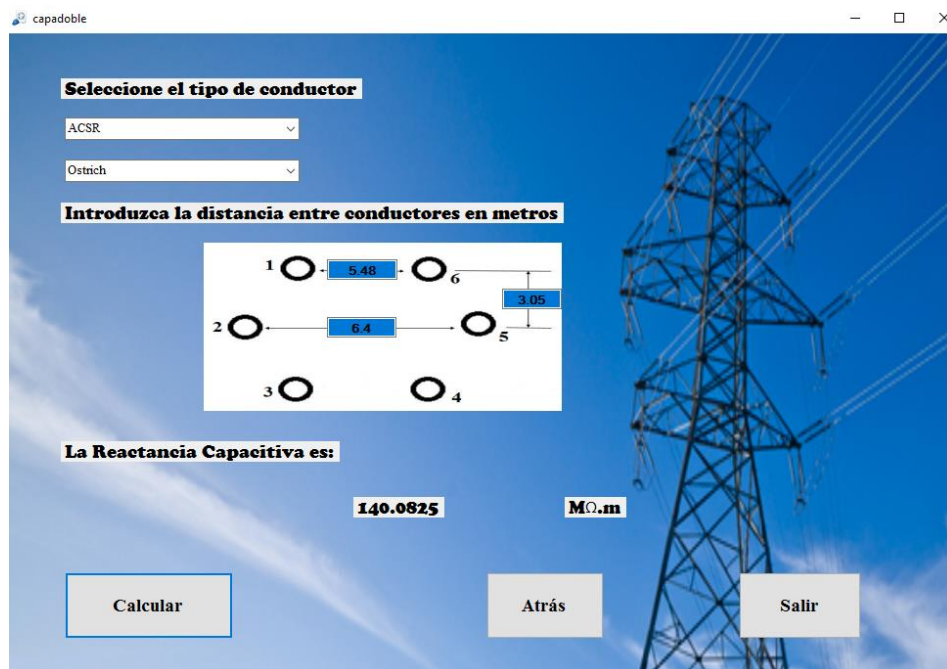 capadoble
Seleccione el tipo de conductor
ACSR
Ostrich
Introduzca la distancia entre conductores en metros
1 5.48 6
3.05
2 6.4 5
3 4
La Reactancia Capacitiva es:
140.0825 MΩ.m
Calcular Atrás Salir